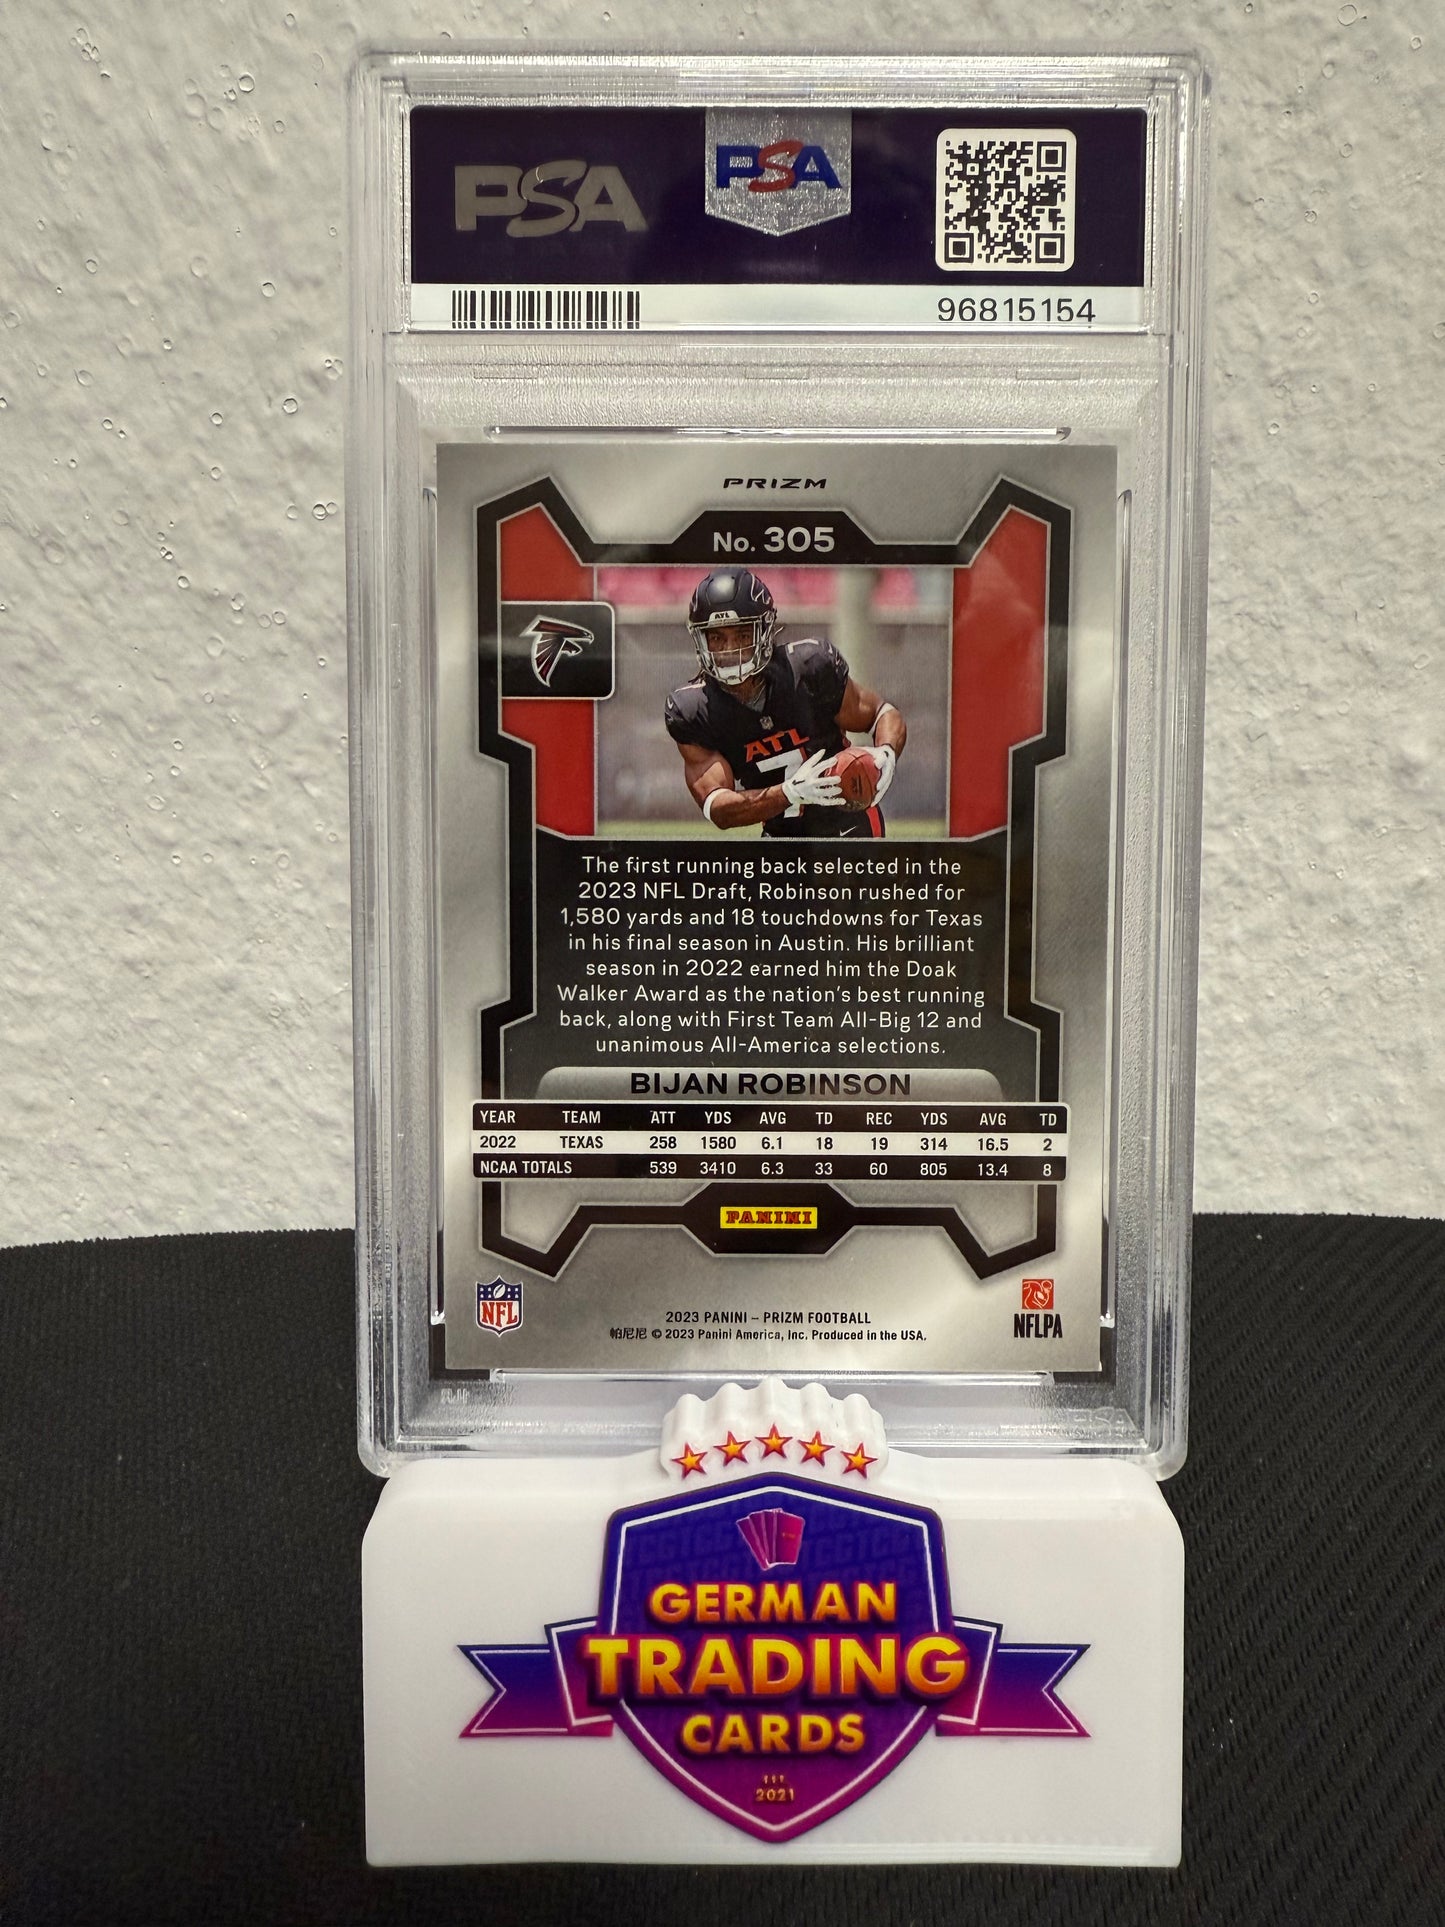 PSA
PSA
96815154
PRIZM
No. 305
ATL
7
7
ATL
7
The first running back selected in the
2023 NFL Draft, Robinson rushed for
1,580 yards and 18 touchdowns for Texas
in his final season in Austin. His brilliant
season in 2022 earned him the Doak
Walker Award as the nation's best running
back, along with First Team All-Big 12 and
unanimous All-America selections.
BIJAN ROBINSON
YEAR TEAM ATT YDS AVG TD REC YDS AVG TD
2022 TEXAS 258 1580 6.1 18 19 314 16.5 2
NCAA TOTALS 539 3410 6.3 33 60 805 13.4 8
PANINI
NFL
2023 PANINI – PRIZM FOOTBALL
帕尼尼 © 2023 Panini America, Inc. Produced in the USA.
NFLPA
PSA
GERMAN
TRADING
CARDS
2021